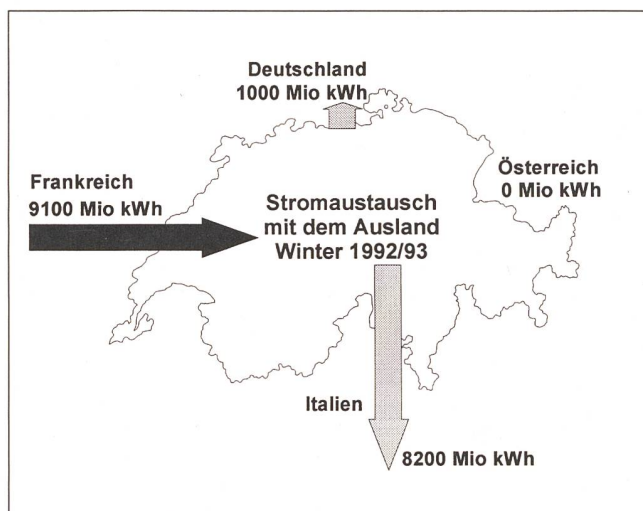 Deutschland
1000 Mio kWh
Österreich
0 Mio kWh
Frankreich
9100 Mio kWh
Stromaustausch
mit dem Ausland
Winter 1992/93
Italien
8200 Mio kWh